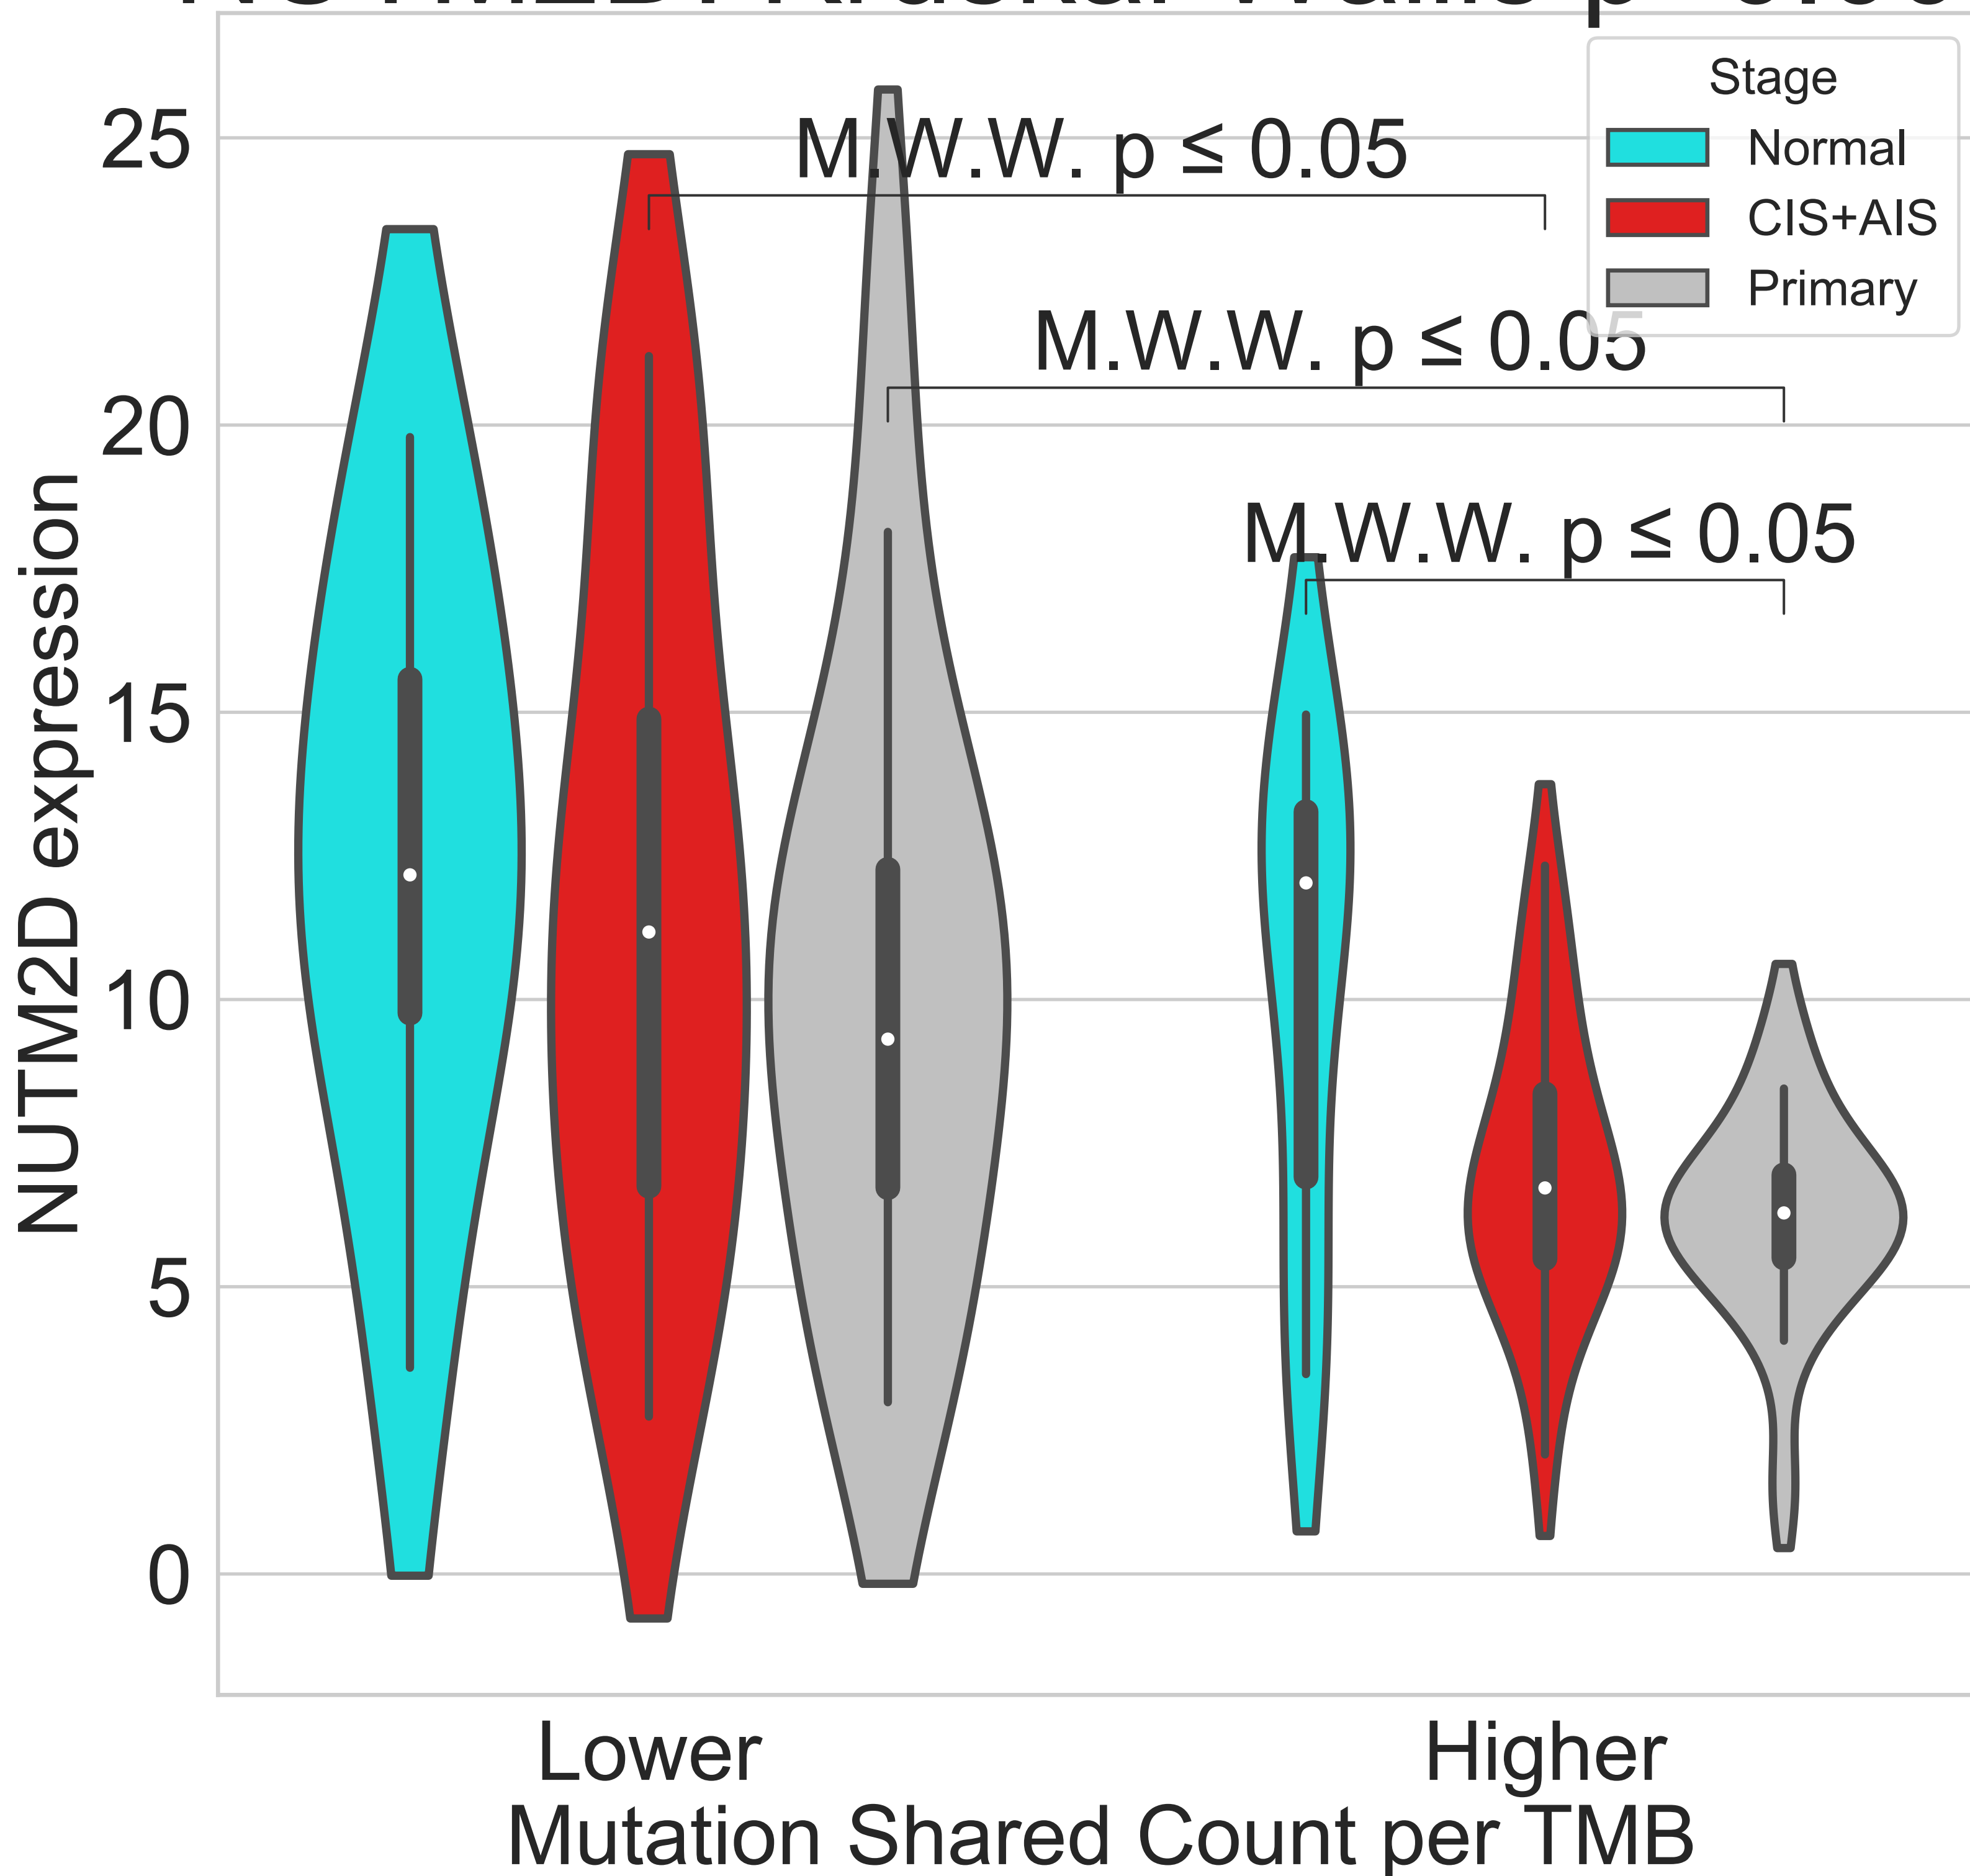 M.W.W. p ≤ 0.05
M.W.W. p ≤ 0.05
M.W.W. p ≤ 0.05
Stage
Normal
CIS+AIS
Primary
25
20
15
10
5
0
NUTM2D expression
Lower
Higher
Mutation Shared Count per TMB